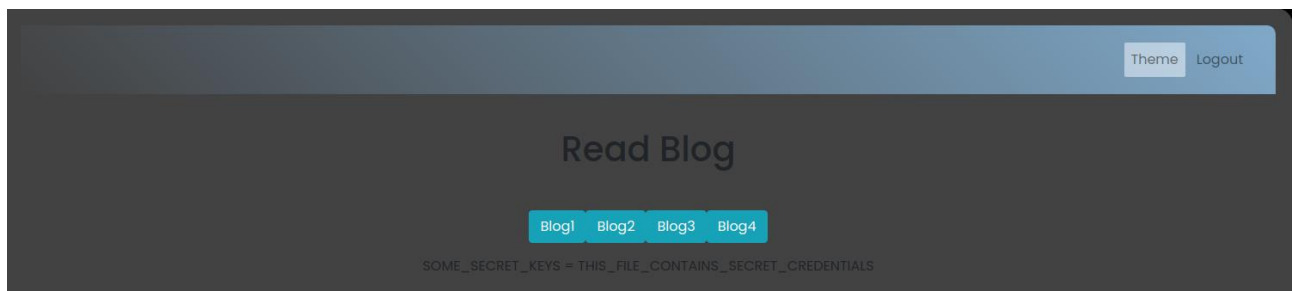 Theme Logout
Read Blog
Blog1 Blog2 Blog3 Blog4
SOME_SECRET_KEYS = THIS_FILE_CONTAINS_SECRET_CREDENTIALS